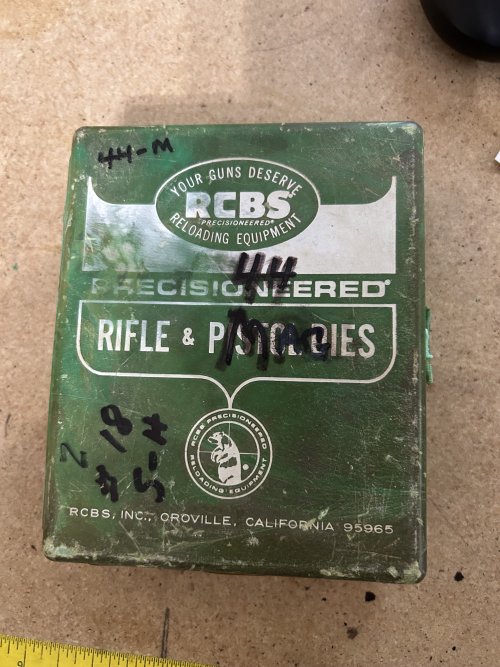 44-M
YOUR GUNS DESERVE
RCBS
PRECISIONEERED®
RELOADING EQUIPMENT
44
PRECISIONEERED®
MAG
RIFLE & PISTOL DIES
18
Z
RCBS PRECISIONEERED
RELOADING EQUIPMENT
RCBS, INC., OROVILLE, CALIFORNIA 95965